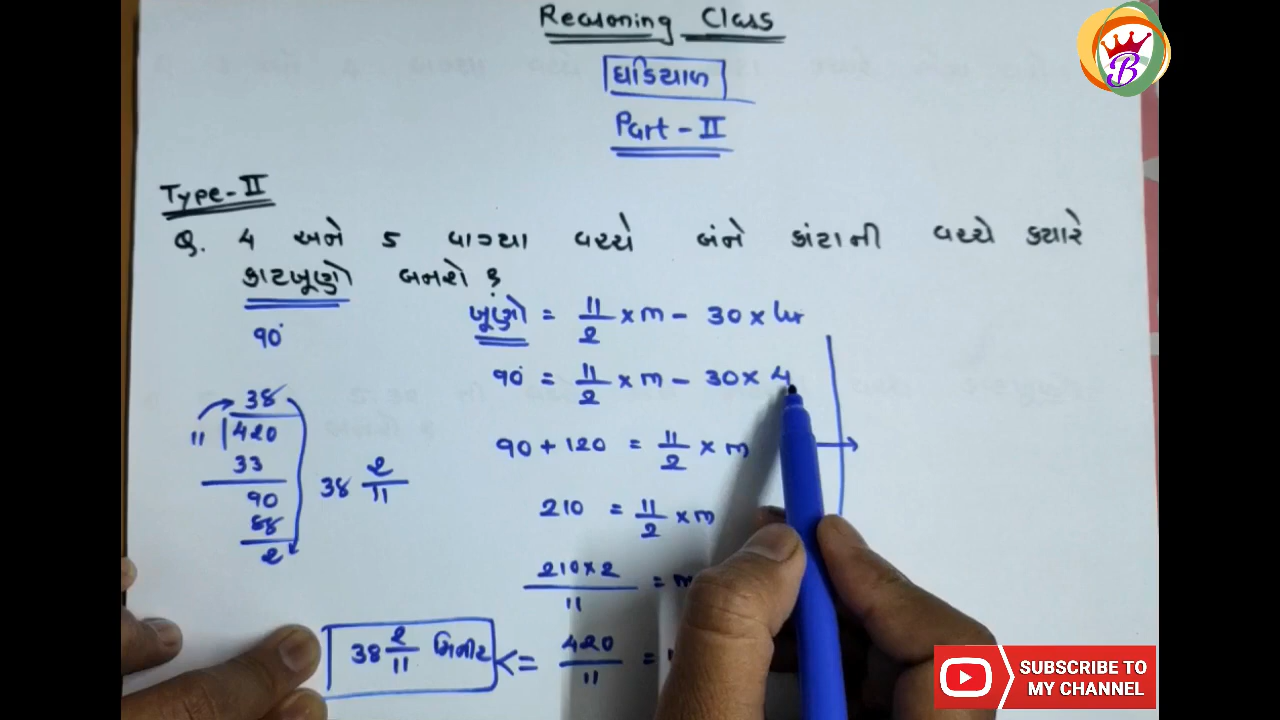 Reasoning Class
ઘડિયાળ
Part - II
Type - II
Q. 4 અને 5 વાગ્યા વચ્ચે બંને કાંટાની વચ્ચે ક્યારે
કાટખૂણો બનશે ?
90°
ખૂણો = 11/2 × m - 30 × hr
90° = 11/2 × m - 30 × 4
90 + 120 = 11/2 × m
210 = 11/2 × m
210 × 2 / 11 = m
38 2/11 મિનીટ <= 420/11 =
38
11 | 420
33
90
88
2
38 2/11
B
SUBSCRIBE TO
MY CHANNEL